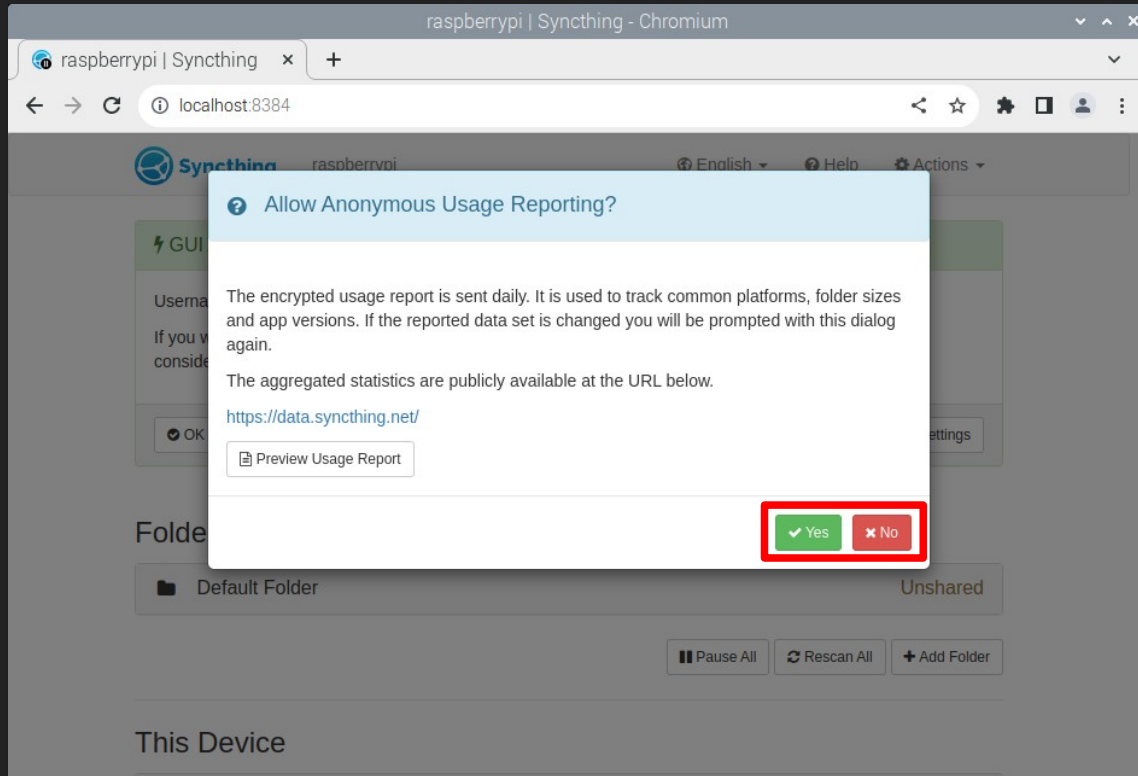 raspberrypi | Syncthing - Chromium
raspberrypi | Syncthing
localhost:8384
Syncthing raspberrypi English Help Actions
Allow Anonymous Usage Reporting?
GUI
The encrypted usage report is sent daily. It is used to track common platforms, folder sizes
and app versions. If the reported data set is changed you will be prompted with this dialog
again.
Userna
If you w
conside
The aggregated statistics are publicly available at the URL below.
https://data.syncthing.net/
OK
ettings
Preview Usage Report
Yes No
Folde
Default Folder Unshared
Pause All Rescan All + Add Folder
This Device